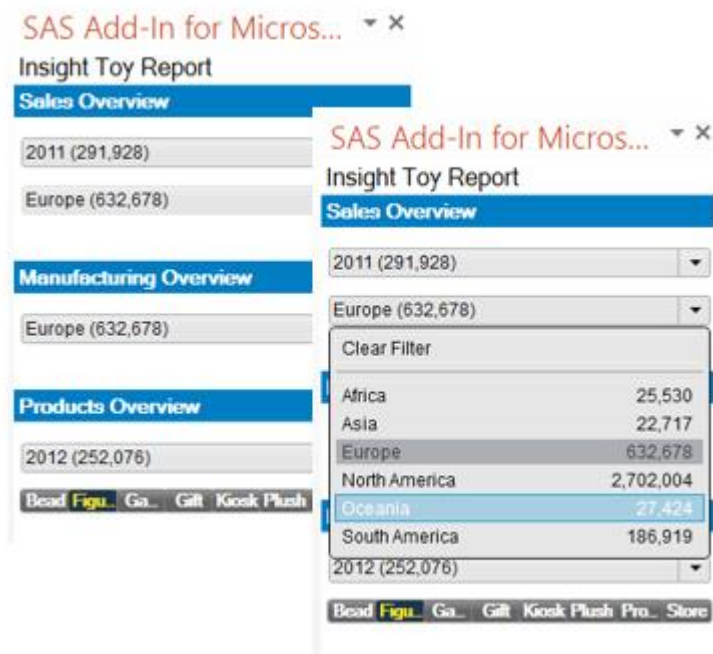 SAS Add-In for Micros...
Insight Toy Report
Sales Overview
2011 (291,928)
Europe (632,678)
Manufacturing Overview
Europe (632,678)
Products Overview
2012 (252,076)
Bead Figu... Ga... Gift Kiosk Plush
SAS Add-In for Micros...
Insight Toy Report
Sales Overview
2011 (291,928)
Europe (632,678)
Clear Filter
Africa 25,530
Asia 22,717
Europe 632,678
North America 2,702,004
Oceania 27,424
South America 186,919
2012 (252,076)
Bead Figu... Ga... Gift Kiosk Plush Pro... Store